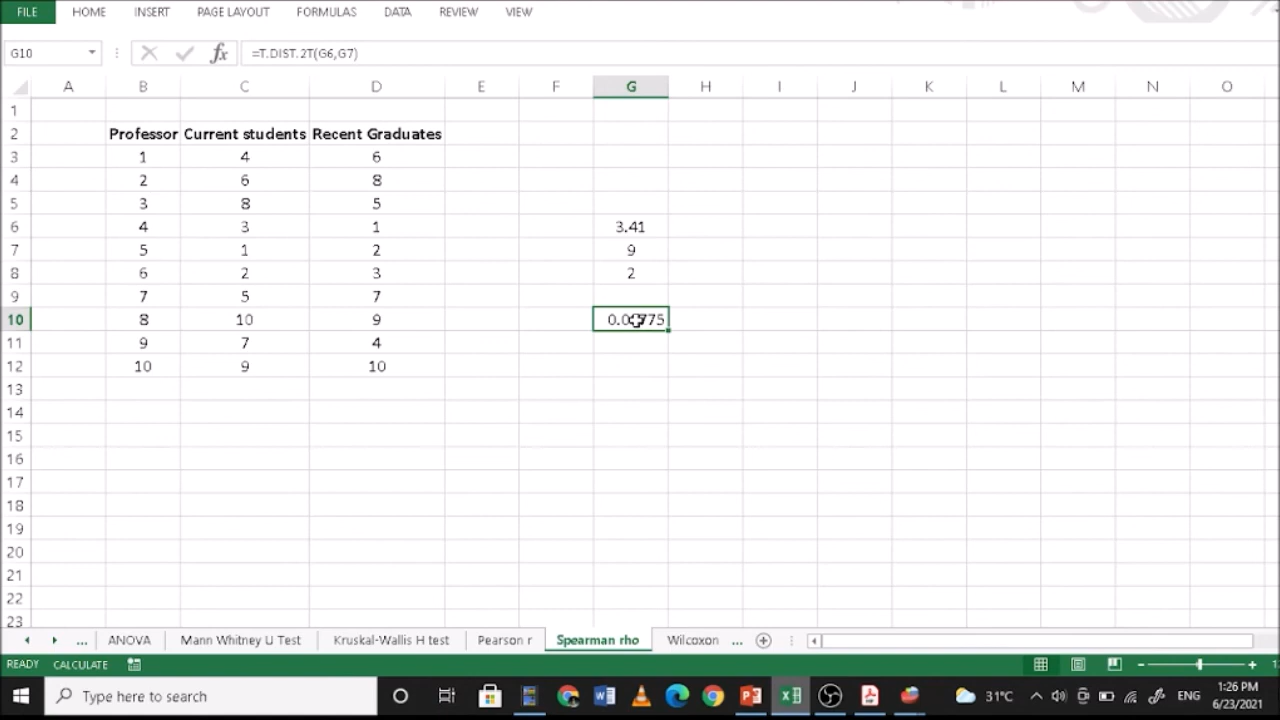 FILE HOME INSERT PAGE LAYOUT FORMULAS DATA REVIEW VIEW
G10 fx =T.DIST.2T(G6,G7)
A B C D E F G H I J K L M N O
1
2 Professor Current students Recent Graduates
3 1 4 6
4 2 6 8
5 3 8 5
6 4 3 1 3.41
7 5 1 2 9
8 6 2 3 2
9 7 5 7
10 8 10 9
11 9 7 4
12 10 9 10
13
14
15
16
17
18
19
20
21
22
23
... ANOVA Mann Whitney U Test Kruskal-Wallis H test Pearson r Spearman rho Wilcoxon ...
READY CALCULATE
Type here to search 31°C ENG 1:26 PM
6/23/2021